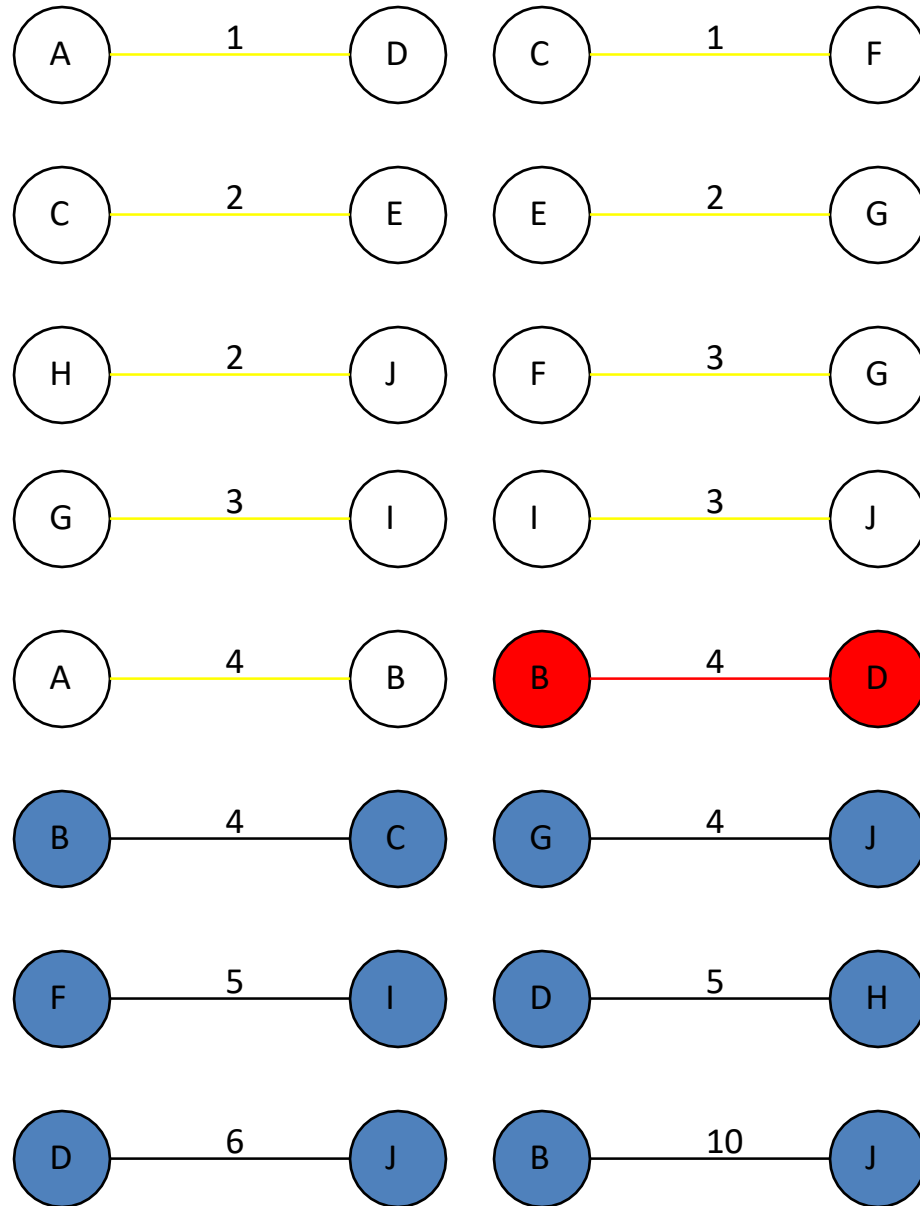 1 1
A D C F
2 2
C E E G
2 3
H J F G
3 3
G I I J
4 4
A B B D
4 4
B C G J
5 5
F I D H
6 10
D J B J